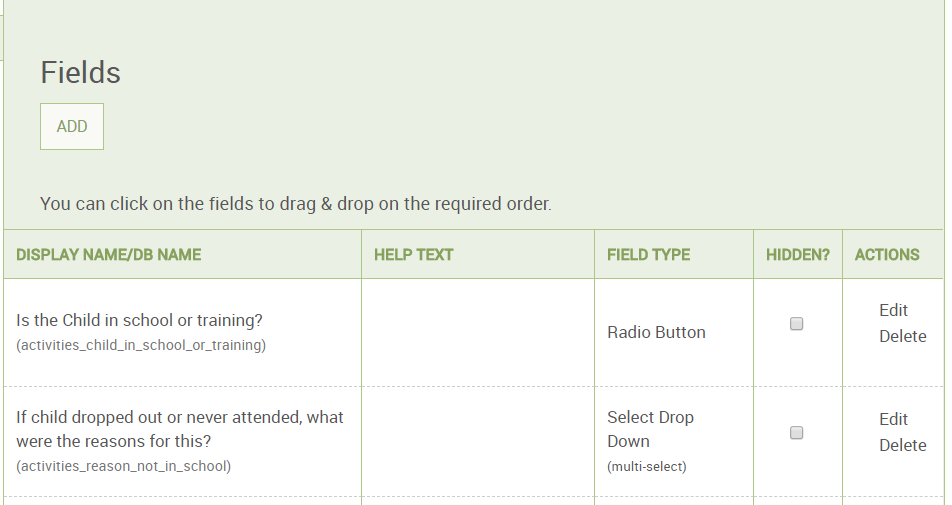 Fields
ADD
You can click on the fields to drag & drop on the required order.
DISPLAY NAME/DB NAME HELP TEXT FIELD TYPE HIDDEN? ACTIONS
Is the Child in school or training?
(activities_child_in_school_or_training)
Radio Button
Edit
Delete
If child dropped out or never attended, what
were the reasons for this?
(activities_reason_not_in_school)
Select Drop
Down
(multi-select)
Edit
Delete